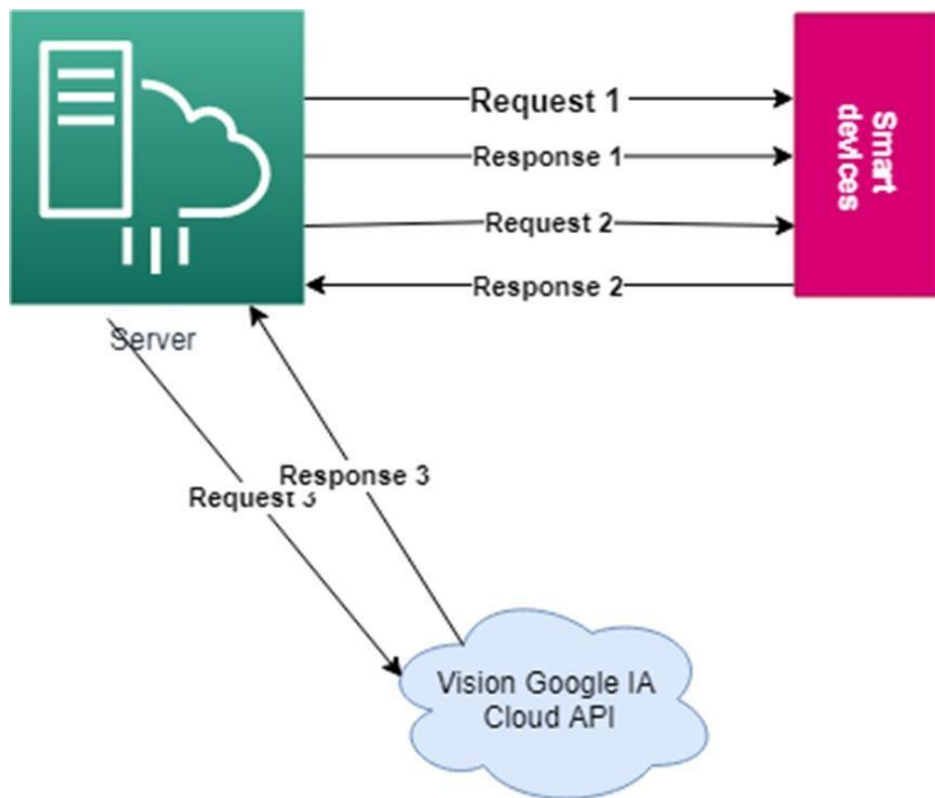 Request 1
Response 1
Request 2
Response 2
Smart
devices
Server
Response 3
Request 3
Vision Google IA
Cloud API